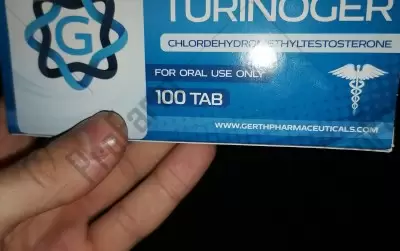 TURINOGER
G
CHLORDEHYDROMETHYLTESTOSTERONE
FOR ORAL USE ONLY
100 TAB
WWW.GERTHPHARMACEUTICALS.COM